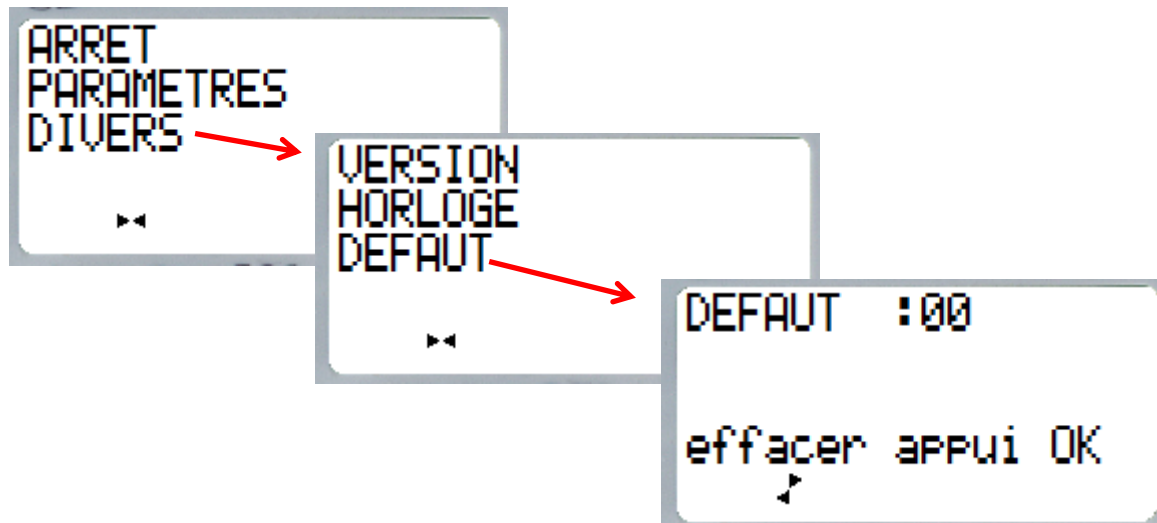 ARRET
PARAMETRES
DIVERS
VERSION
HORLOGE
DEFAUT
DEFAUT :00
effacer appui OK